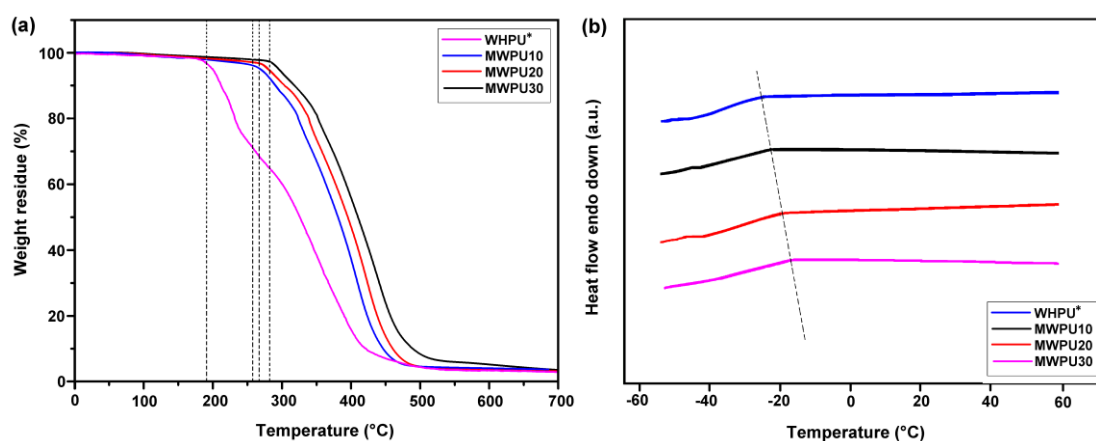 (a)
WHPU*
MWPU10
MWPU20
MWPU30
Weight residue (%)
100
80
60
40
20
0
0 100 200 300 400 500 600 700
Temperature (°C)
(b)
Heat flow endo down (a.u.)
WHPU*
MWPU10
MWPU20
MWPU30
-60 -40 -20 0 20 40 60
Temperature (°C)